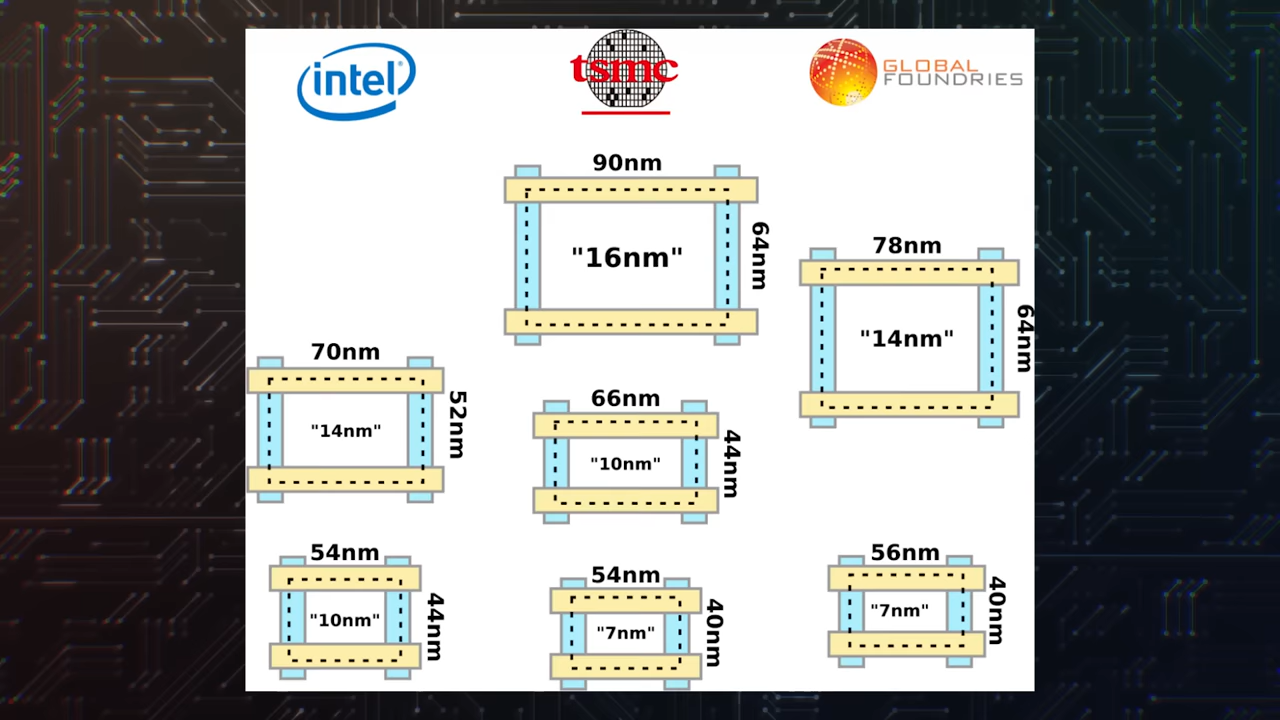 intel
tsmc
GLOBAL
FOUNDRIES
90nm
"16nm"
64nm
78nm
"14nm"
64nm
70nm
"14nm"
52nm
66nm
"10nm"
44nm
54nm
"10nm"
44nm
54nm
"7nm"
40nm
56nm
"7nm"
40nm